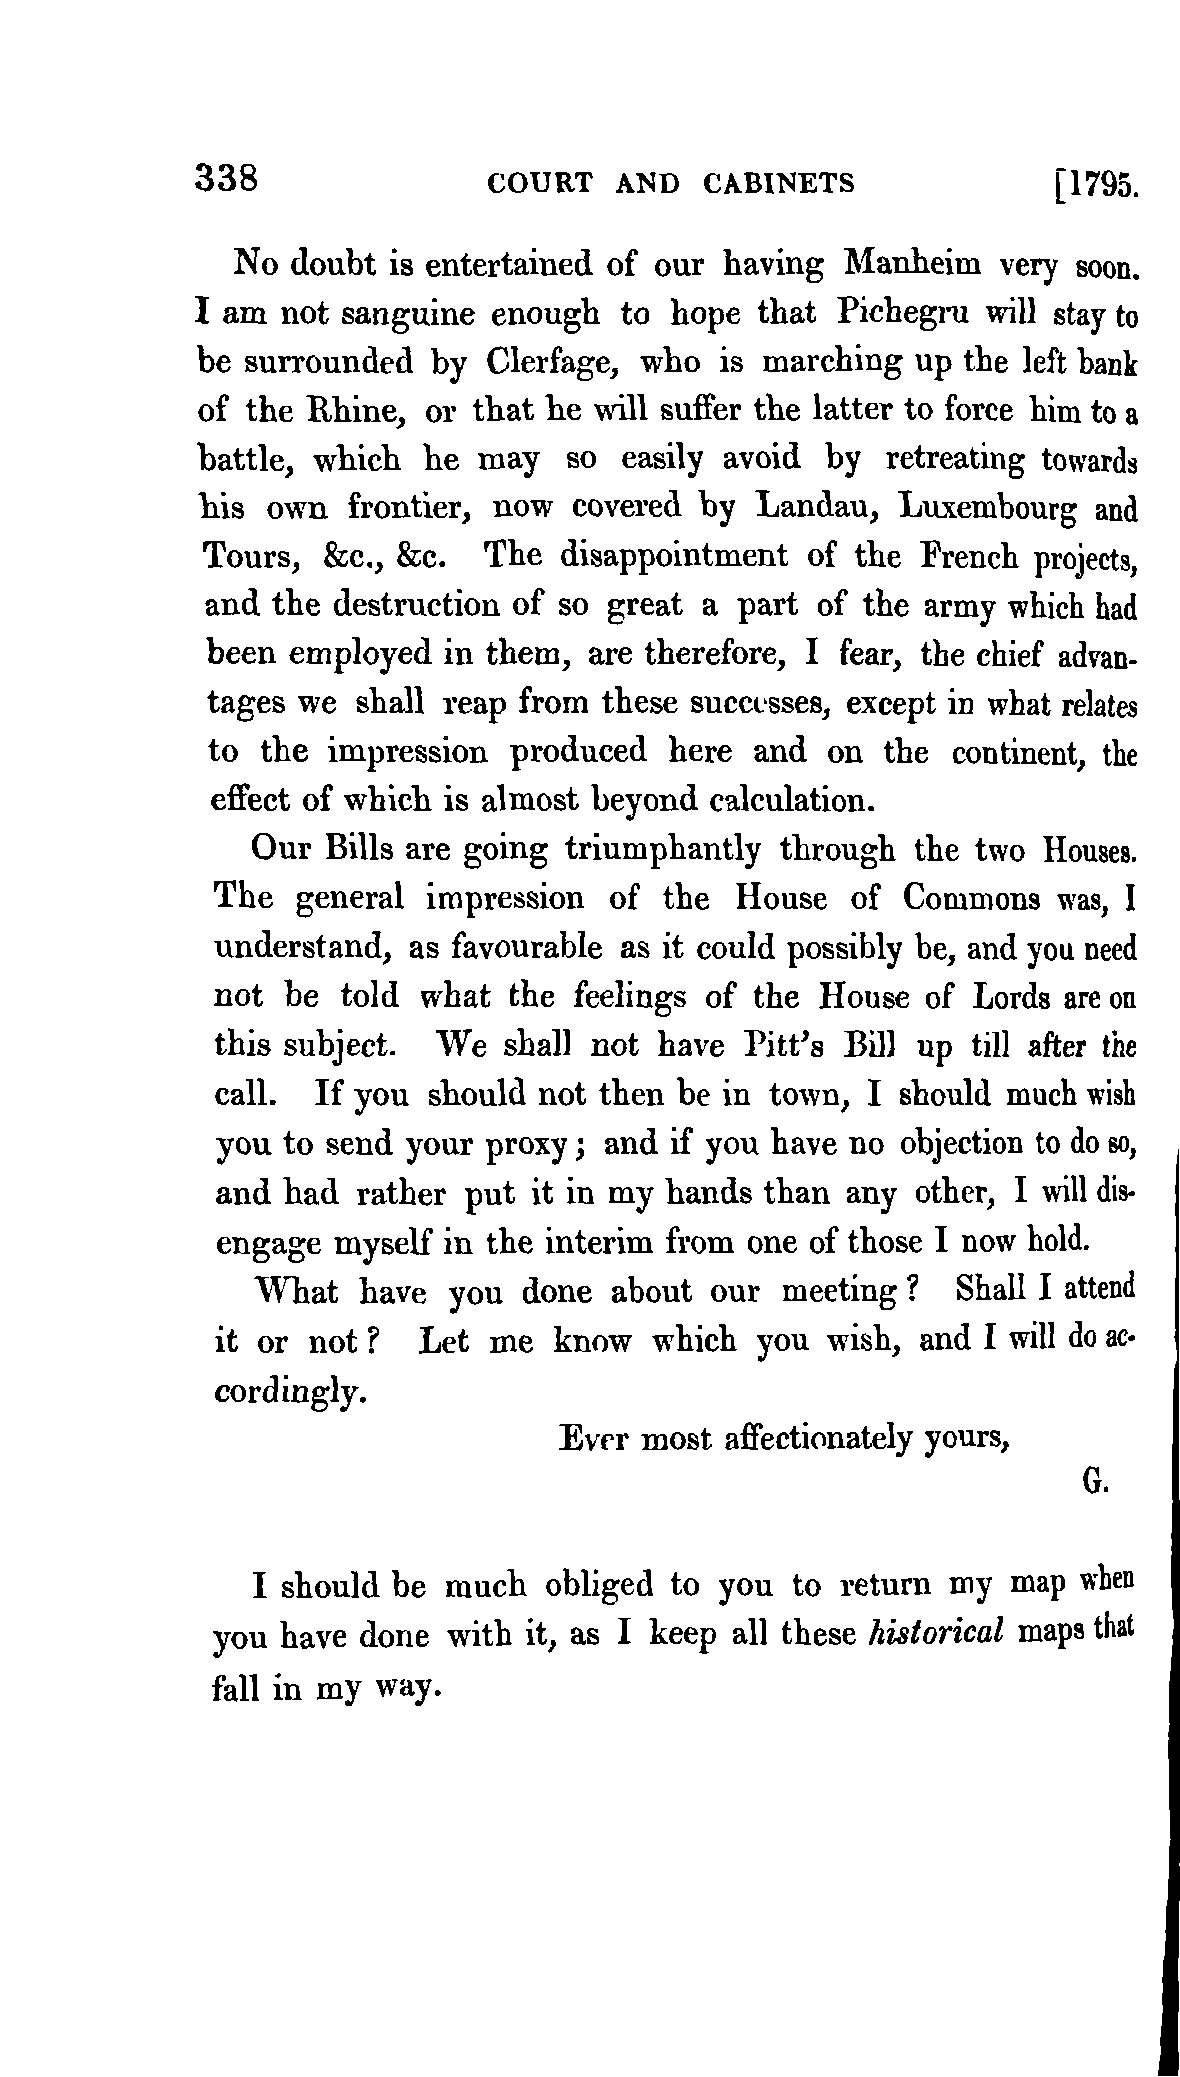 338 COURT AND CABINETS [1795.
No doubt is entertained of our having Manheim very soon.
I am not sanguine enough to hope that Pichegru will stay to
be surrounded by Clerfage, who is marching up the left bank
of the Rhine, or that he will suffer the latter to force him to a
battle, which he may so easily avoid by retreating towards
his own frontier, now covered by Landau, Luxembourg and
Tours, &c., &c. The disappointment of the French projects,
and the destruction of so great a part of the army which had
been employed in them, are therefore, I fear, the chief advan-
tages we shall reap from these successes, except in what relates
to the impression produced here and on the continent, the
effect of which is almost beyond calculation.
Our Bills are going triumphantly through the two Houses.
The general impression of the House of Commons was, I
understand, as favourable as it could possibly be, and you need
not be told what the feelings of the House of Lords are on
this subject. We shall not have Pitt's Bill up till after the
call. If you should not then be in town, I should much wish
you to send your proxy; and if you have no objection to do so,
and had rather put it in my hands than any other, I will dis-
engage myself in the interim from one of those I now hold.
What have you done about our meeting? Shall I attend
it or not? Let me know which you wish, and I will do ac-
cordingly.
Ever most affectionately yours,
G.
I should be much obliged to you to return my map when
you have done with it, as I keep all these historical maps that
fall in my way.